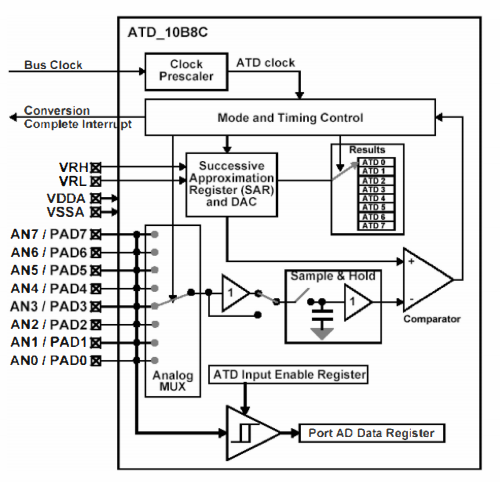 ATD_10B8C
Bus Clock
Clock
Prescaler
ATD clock
Conversion
Complete Interrupt
Mode and Timing Control
Results
ATD 0
ATD 1
ATD 2
ATD 3
ATD 4
ATD 5
ATD 6
ATD 7
VRH
VRL
VDDA
VSSA
Successive
Approximation
Register (SAR)
and DAC
AN7 / PAD7
AN6 / PAD6
AN5 / PAD5
AN4 / PAD4
AN3 / PAD3
AN2 / PAD2
AN1 / PAD1
AN0 / PAD0
Analog
MUX
1
Sample & Hold
1
+
-
Comparator
ATD Input Enable Register
Port AD Data Register